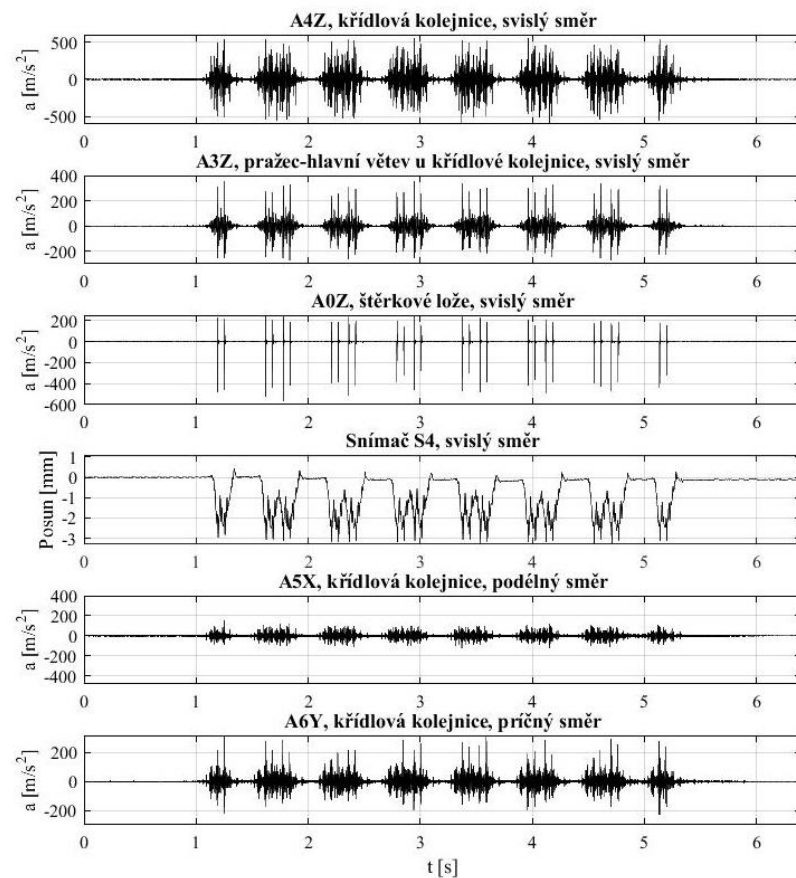 A4Z, křídlová kolejnice, svislý směr
a [m/s²]
500
0
-500
0 1 2 3 4 5 6
A3Z, pražec-hlavní větev u křídlové kolejnice, svislý směr
a [m/s²]
400
200
0
-200
0 1 2 3 4 5 6
A0Z, štěrkové lože, svislý směr
a [m/s²]
200
0
-200
-400
-600
0 1 2 3 4 5 6
Snímač S4, svislý směr
Posun [mm]
1
0
-1
-2
-3
0 1 2 3 4 5 6
A5X, křídlová kolejnice, podélný směr
a [m/s²]
400
200
0
-200
-400
0 1 2 3 4 5 6
A6Y, křídlová kolejnice, príčný směr
a [m/s²]
200
0
-200
0 1 2 3 4 5 6
t [s]